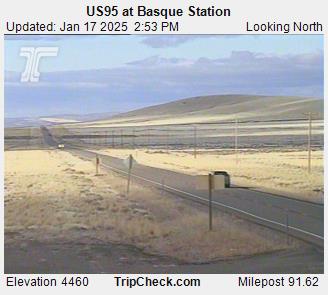 US95 at Basque Station
Updated: Jan 17 2025 2:53 PM Looking North
Elevation 4460 TripCheck.com Milepost 91.62